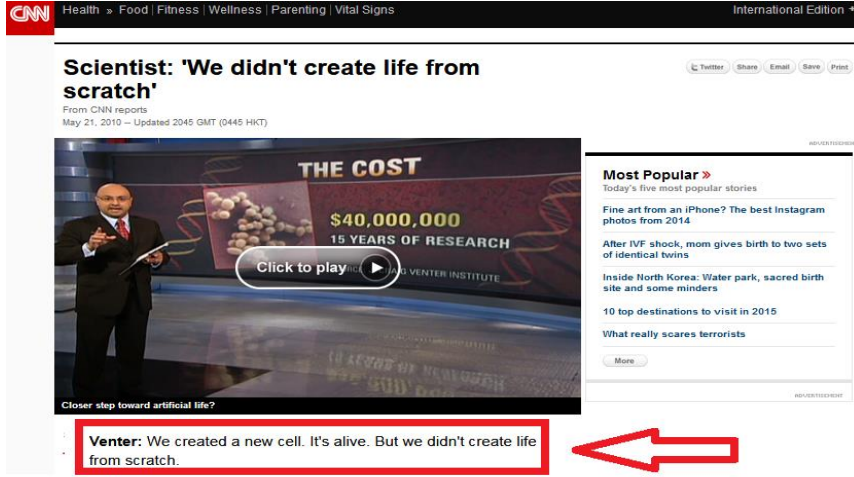 CNN
Health » Food | Fitness | Wellness | Parenting | Vital Signs
International Edition
Scientist: 'We didn't create life from
scratch'
From CNN reports
May 21, 2010 -- Updated 2045 GMT (0445 HKT)
Twitter Share Email Save Print
ADVERTISEMENT
THE COST
$40,000,000
15 YEARS OF RESEARCH
VENTER INSTITUTE
Click to play
Closer step toward artificial life?
Most Popular »
Today's five most popular stories
Fine art from an iPhone? The best Instagram
photos from 2014
After IVF shock, mom gives birth to two sets
of identical twins
Inside North Korea: Water park, sacred birth
site and some minders
10 top destinations to visit in 2015
What really scares terrorists
More
ADVERTISEMENT
Venter: We created a new cell. It's alive. But we didn't create life
from scratch.